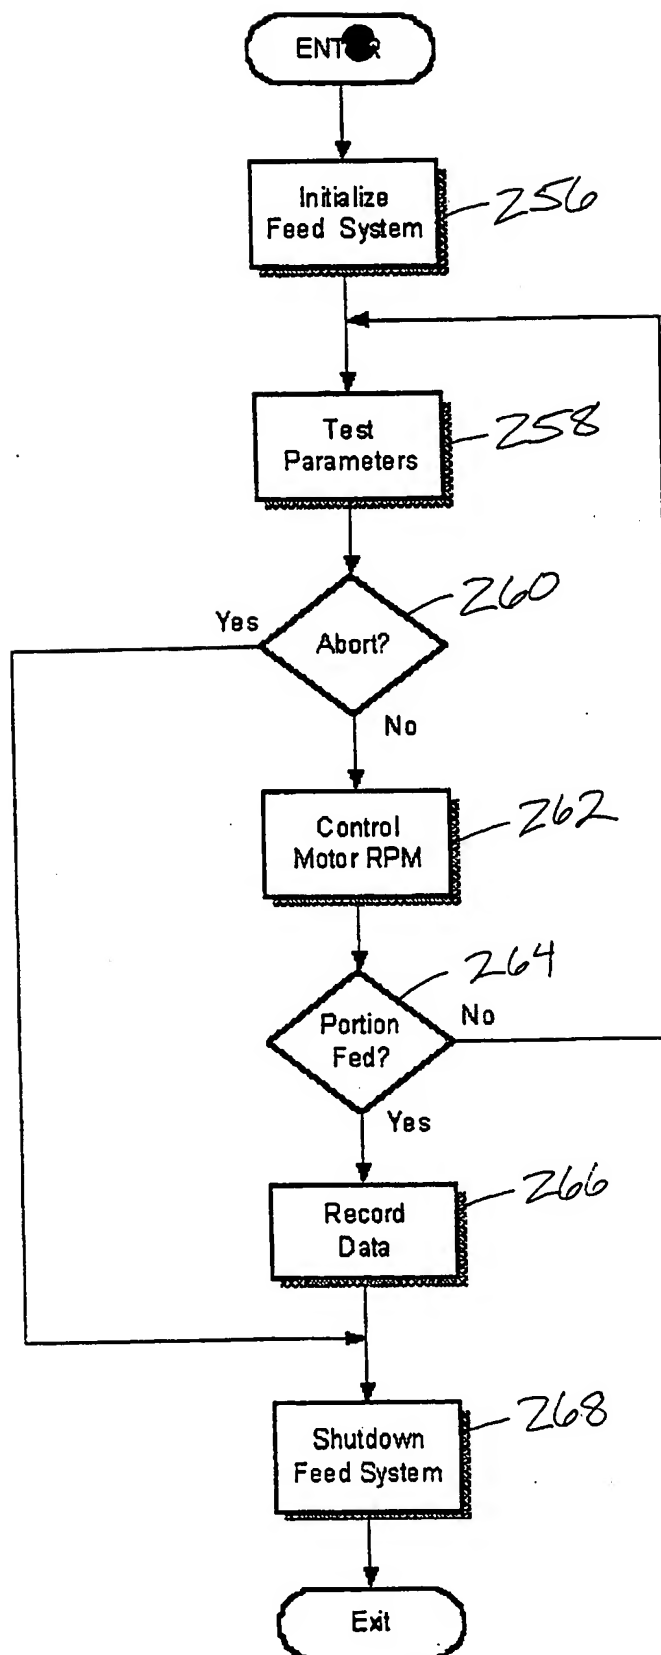 Initialize
Feed System
256
Test
Parameters
258
260
Yes
Abort?
No
Control
Motor RPM
262
264
Portion
Fed?
No
Yes
Record
Data
266
Shutdown
Feed System
268
Exit